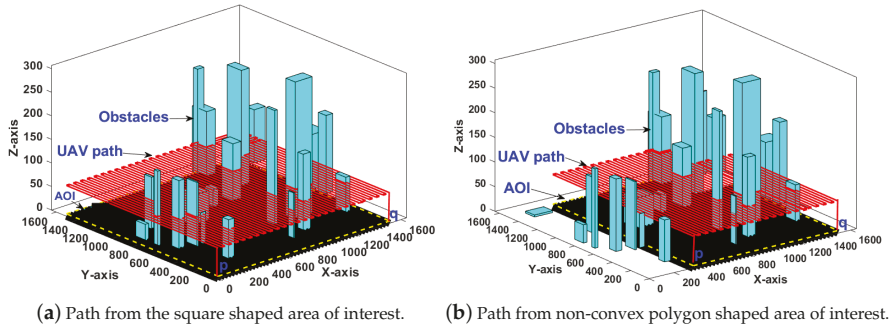 300
250
200
150
100
50
0
Z-axis
Obstacles
UAV path
AOI
1600
1400
1200
1000
800
600
400
200
0
Y-axis
0
200
400
600
800
1000
1200
1400
1600
X-axis
p
q
(a) Path from the square shaped area of interest.
300
250
200
150
100
50
0
Z-axis
Obstacles
UAV path
AOI
1600
1400
1200
1000
800
600
400
200
0
Y-axis
0
200
400
600
800
1000
1200
1400
1600
X-axis
p
q
(b) Path from non-convex polygon shaped area of interest.